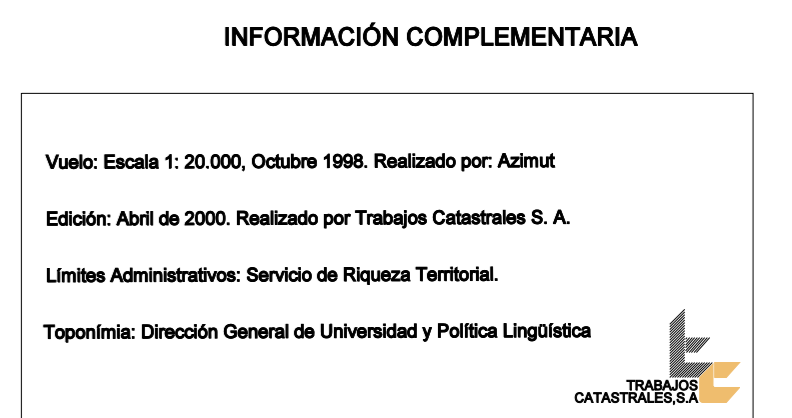 INFORMACIÓN COMPLEMENTARIA
Vuelo: Escala 1: 20.000, Octubre 1998. Realizado por: Azimut
Edición: Abril de 2000. Realizado por Trabajos Catastrales S. A.
Límites Administrativos: Servicio de Riqueza Territorial.
Toponímia: Dirección General de Universidad y Política Lingüística
TRABAJOS
CATASTRALES,S.A